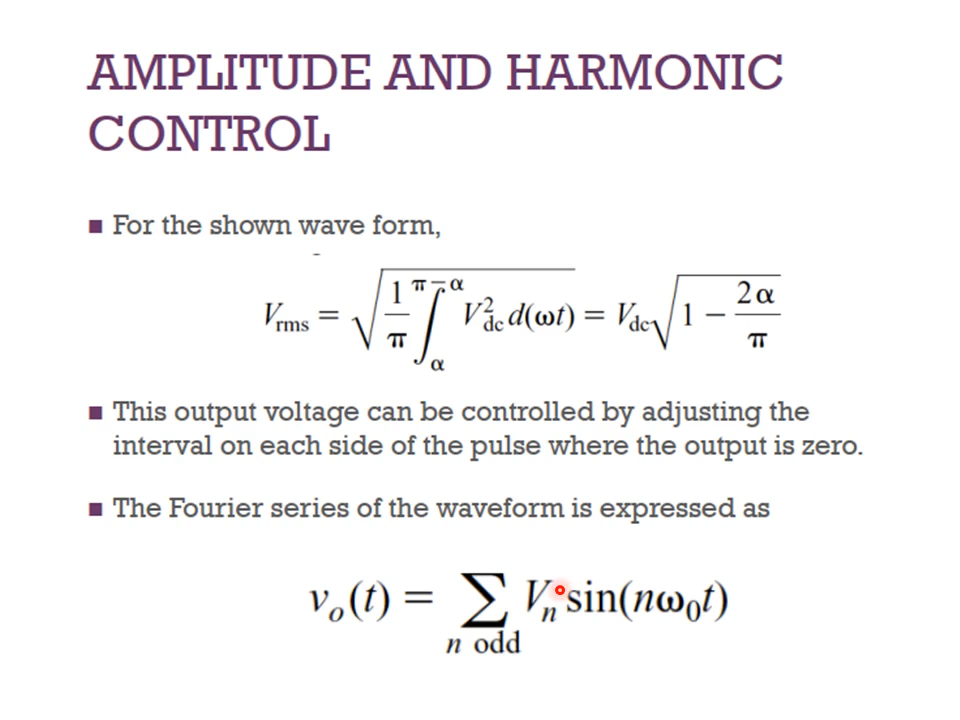 AMPLITUDE AND HARMONIC
CONTROL
■ For the shown wave form,
V_rms = √(1/π ∫_α^(π−α) V²_dc d(ωt)) = V_dc √(1 − 2α/π)
■ This output voltage can be controlled by adjusting the
interval on each side of the pulse where the output is zero.
■ The Fourier series of the waveform is expressed as
v_o(t) = ∑_(n odd) V_n sin(nω₀t)